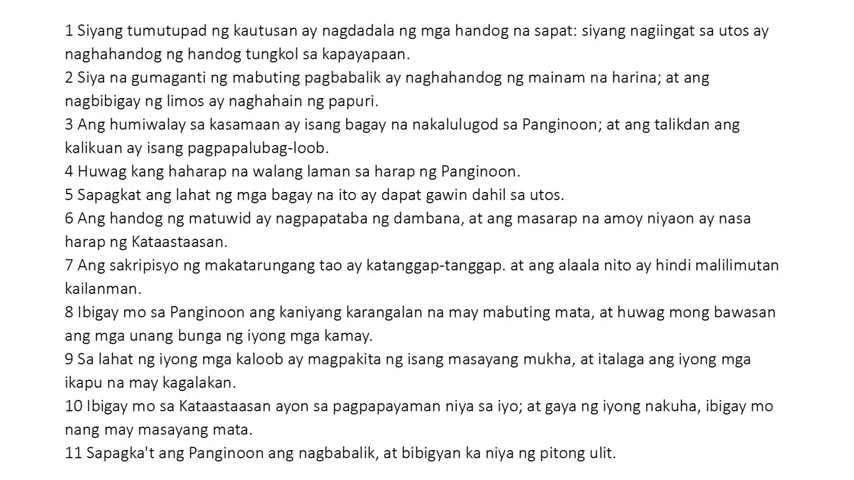 1 Siyang tumutupad ng kautusan ay nagdadala ng mga handog na sapat: siyang nagiingat sa utos ay
naghahandog ng handog tungkol sa kapayapaan.
2 Siya na gumaganti ng mabuting pagbabalik ay naghahandog ng mainam na harina; at ang
nagbibigay ng limos ay naghahain ng papuri.
3 Ang humiwalay sa kasamaan ay isang bagay na nakalulugod sa Panginoon; at ang talikdan ang
kalikuan ay isang pagpapalubag-loob.
4 Huwag kang haharap na walang laman sa harap ng Panginoon.
5 Sapagkat ang lahat ng mga bagay na ito ay dapat gawin dahil sa utos.
6 Ang handog ng matuwid ay nagpapataba ng dambana, at ang masarap na amoy niyaon ay nasa
harap ng Kataastaasan.
7 Ang sakripisyo ng makatarungang tao ay katanggap-tanggap. at ang alaala nito ay hindi malilimutan
kailanman.
8 Ibigay mo sa Panginoon ang kaniyang karangalan na may mabuting mata, at huwag mong bawasan
ang mga unang bunga ng iyong mga kamay.
9 Sa lahat ng iyong mga kaloob ay magpakita ng isang masayang mukha, at italaga ang iyong mga
ikapu na may kagalakan.
10 Ibigay mo sa Kataastaasan ayon sa pagpapayaman niya sa iyo; at gaya ng iyong nakuha, ibigay mo
nang may masayang mata.
11 Sapagka't ang Panginoon ang nagbabalik, at bibigyan ka niya ng pitong ulit.